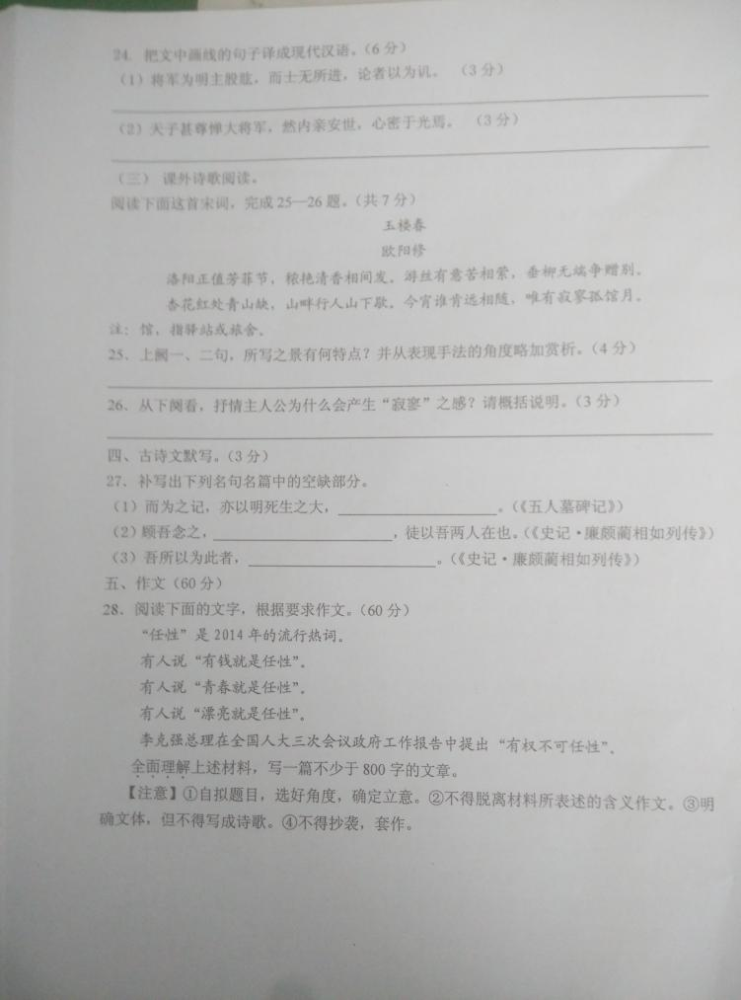 24. 把文中画线的句子译成现代汉语。(6 分)
(1) 将军为明主股肱，而士无所进，论者以为讥。 (3 分)
(2) 天子甚尊惮大将军，然内亲安世，心密于光焉。 (3 分)
(三) 课外诗歌阅读。
阅读下面这首宋词，完成 25—26 题。(共 7 分)
玉楼春
欧阳修
洛阳正值芳菲节，秾艳清香相间发。游丝有意苦相萦，垂柳无端争赠别。
杏花红处青山缺，山畔行人山下歇。今宵谁肯远相随，唯有寂寥孤馆月。
注：馆，指驿站或旅舍。
25、上阕一、二句，所写之景有何特点？并从表现手法的角度略加赏析。(4 分)
26、从下阕看，抒情主人公为什么会产生“寂寥”之感？请概括说明。(3 分)
四、古诗文默写。(3 分)
27、补写出下列名句名篇中的空缺部分。
(1) 而为之记，亦以明死生之大，____________________。(《五人墓碑记》)
(2) 顾吾念之，____________________，徒以吾两人在也。(《史记·廉颇蔺相如列传》)
(3) 吾所以为此者，____________________。(《史记·廉颇蔺相如列传》)
五、作文 (60 分)
28、阅读下面的文字，根据要求作文。(60 分)
“任性”是 2014 年的流行热词。
有人说“有钱就是任性”。
有人说“青春就是任性”。
有人说“漂亮就是任性”。
李克强总理在全国人大三次会议政府工作报告中提出“有权不可任性”。
全面理解上述材料，写一篇不少于 800 字的文章。
【注意】①自拟题目，选好角度，确定立意。②不得脱离材料所表述的含义作文。③明
确文体，但不得写成诗歌。④不得抄袭，套作。